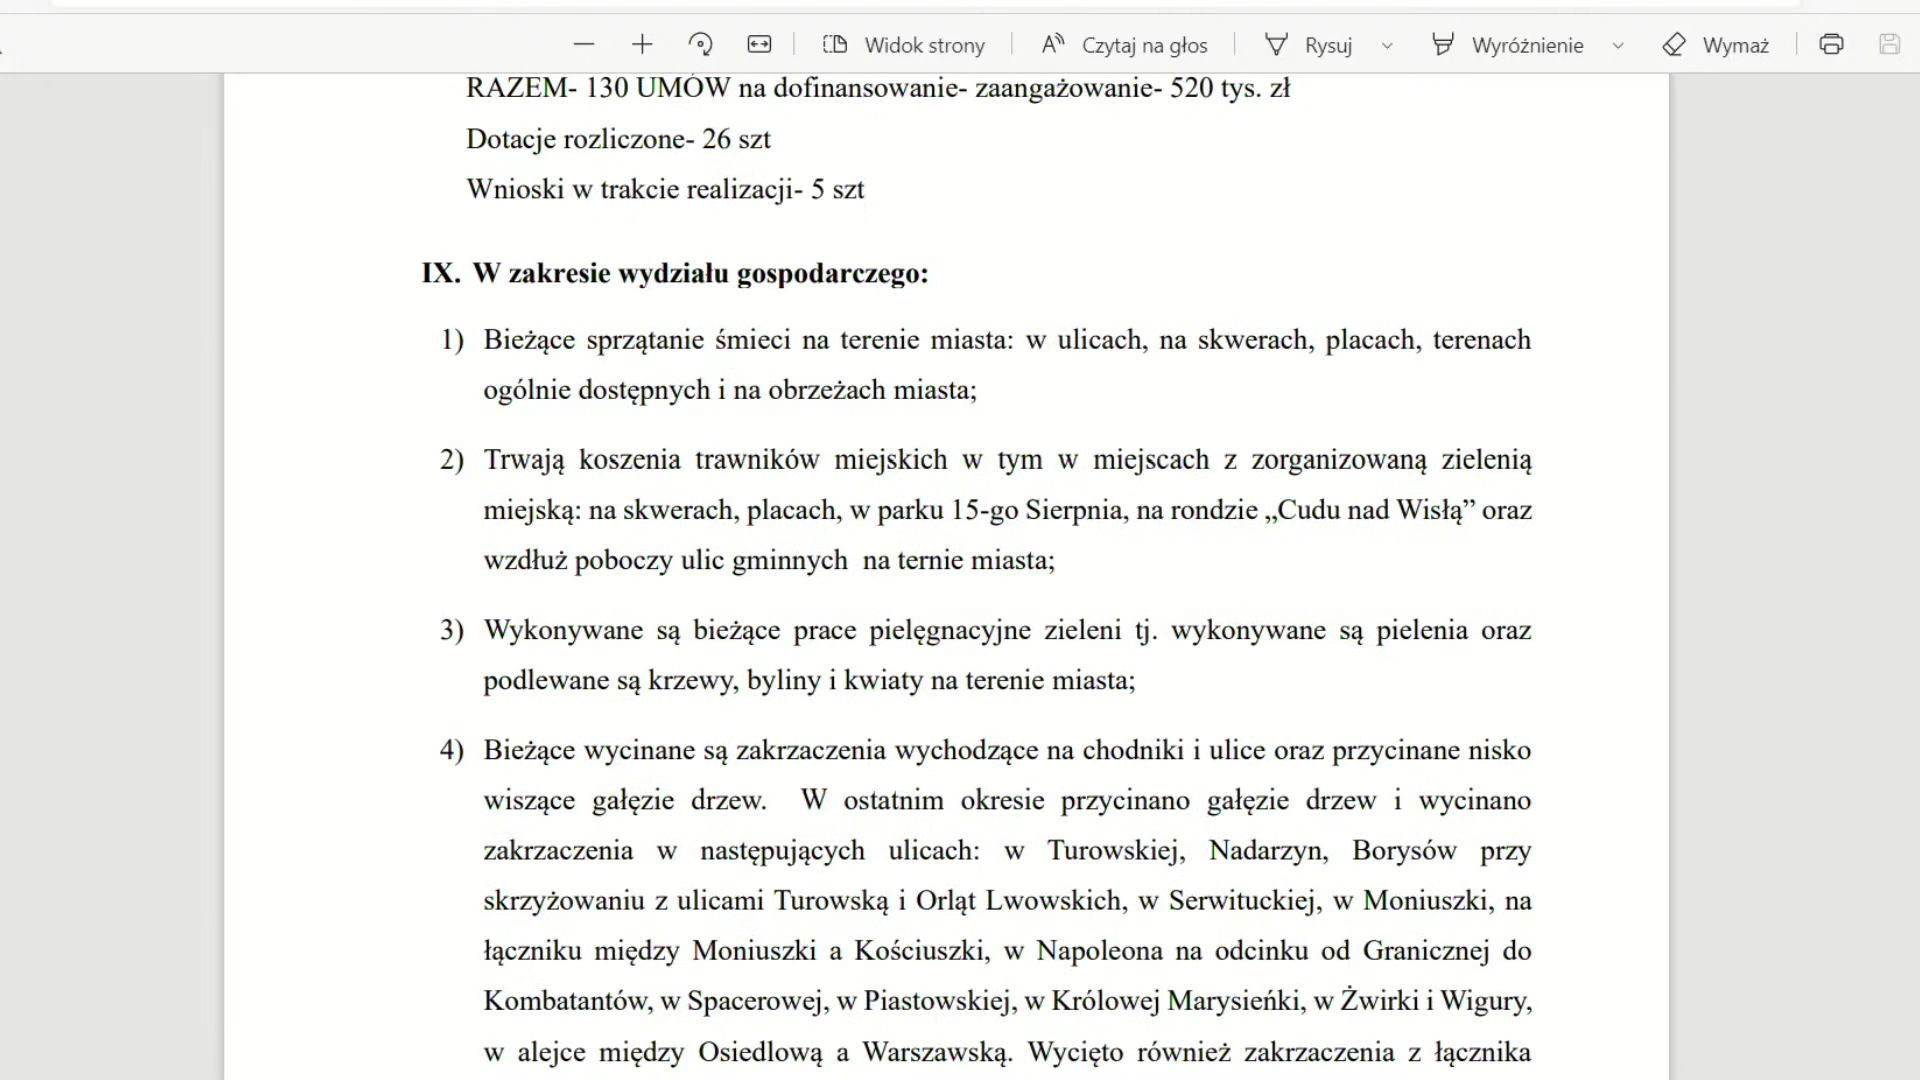 Widok strony
Czytaj na głos
Rysuj
Wyróżnienie
Wymaż
RAZEM- 130 UMÓW na dofinansowanie- zaangażowanie- 520 tys. zł
Dotacje rozliczone- 26 szt
Wnioski w trakcie realizacji- 5 szt
IX. W zakresie wydziału gospodarczego:
1) Bieżące sprzątanie śmieci na terenie miasta: w ulicach, na skwerach, placach, terenach
ogólnie dostępnych i na obrzeżach miasta;
2) Trwają koszenia trawników miejskich w tym w miejscach z zorganizowaną zielenią
miejską: na skwerach, placach, w parku 15-go Sierpnia, na rondzie „Cudu nad Wisłą” oraz
wzdłuż poboczy ulic gminnych na ternie miasta;
3) Wykonywane są bieżące prace pielęgnacyjne zieleni tj. wykonywane są pielenia oraz
podlewane są krzewy, byliny i kwiaty na terenie miasta;
4) Bieżące wycinane są zakrzaczenia wychodzące na chodniki i ulice oraz przycinane nisko
wiszące gałęzie drzew. W ostatnim okresie przycinano gałęzie drzew i wycinano
zakrzaczenia w następujących ulicach: w Turowskiej, Nadarzyn, Borysów przy
skrzyżowaniu z ulicami Turowską i Orląt Lwowskich, w Serwituckiej, w Moniuszki, na
łączniku między Moniuszki a Kościuszki, w Napoleona na odcinku od Granicznej do
Kombatantów, w Spacerowej, w Piastowskiej, w Królowej Marysieńki, w Żwirki i Wigury,
w alejce między Osiedlową a Warszawską. Wycięto również zakrzaczenia z łącznika